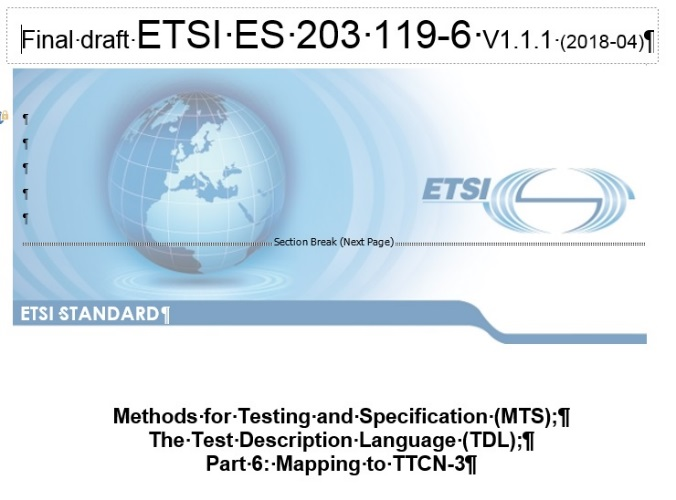 Final·draft·ETSI·ES·203·119-6·V1.1.1·(2018-04)¶
¶
¶
¶
¶
¶
ETSI
Section Break (Next Page)
ETSI STANDARD¶
Methods·for·Testing·and·Specification·(MTS);¶
The·Test·Description·Language·(TDL);¶
Part·6:·Mapping·to·TTCN-3¶